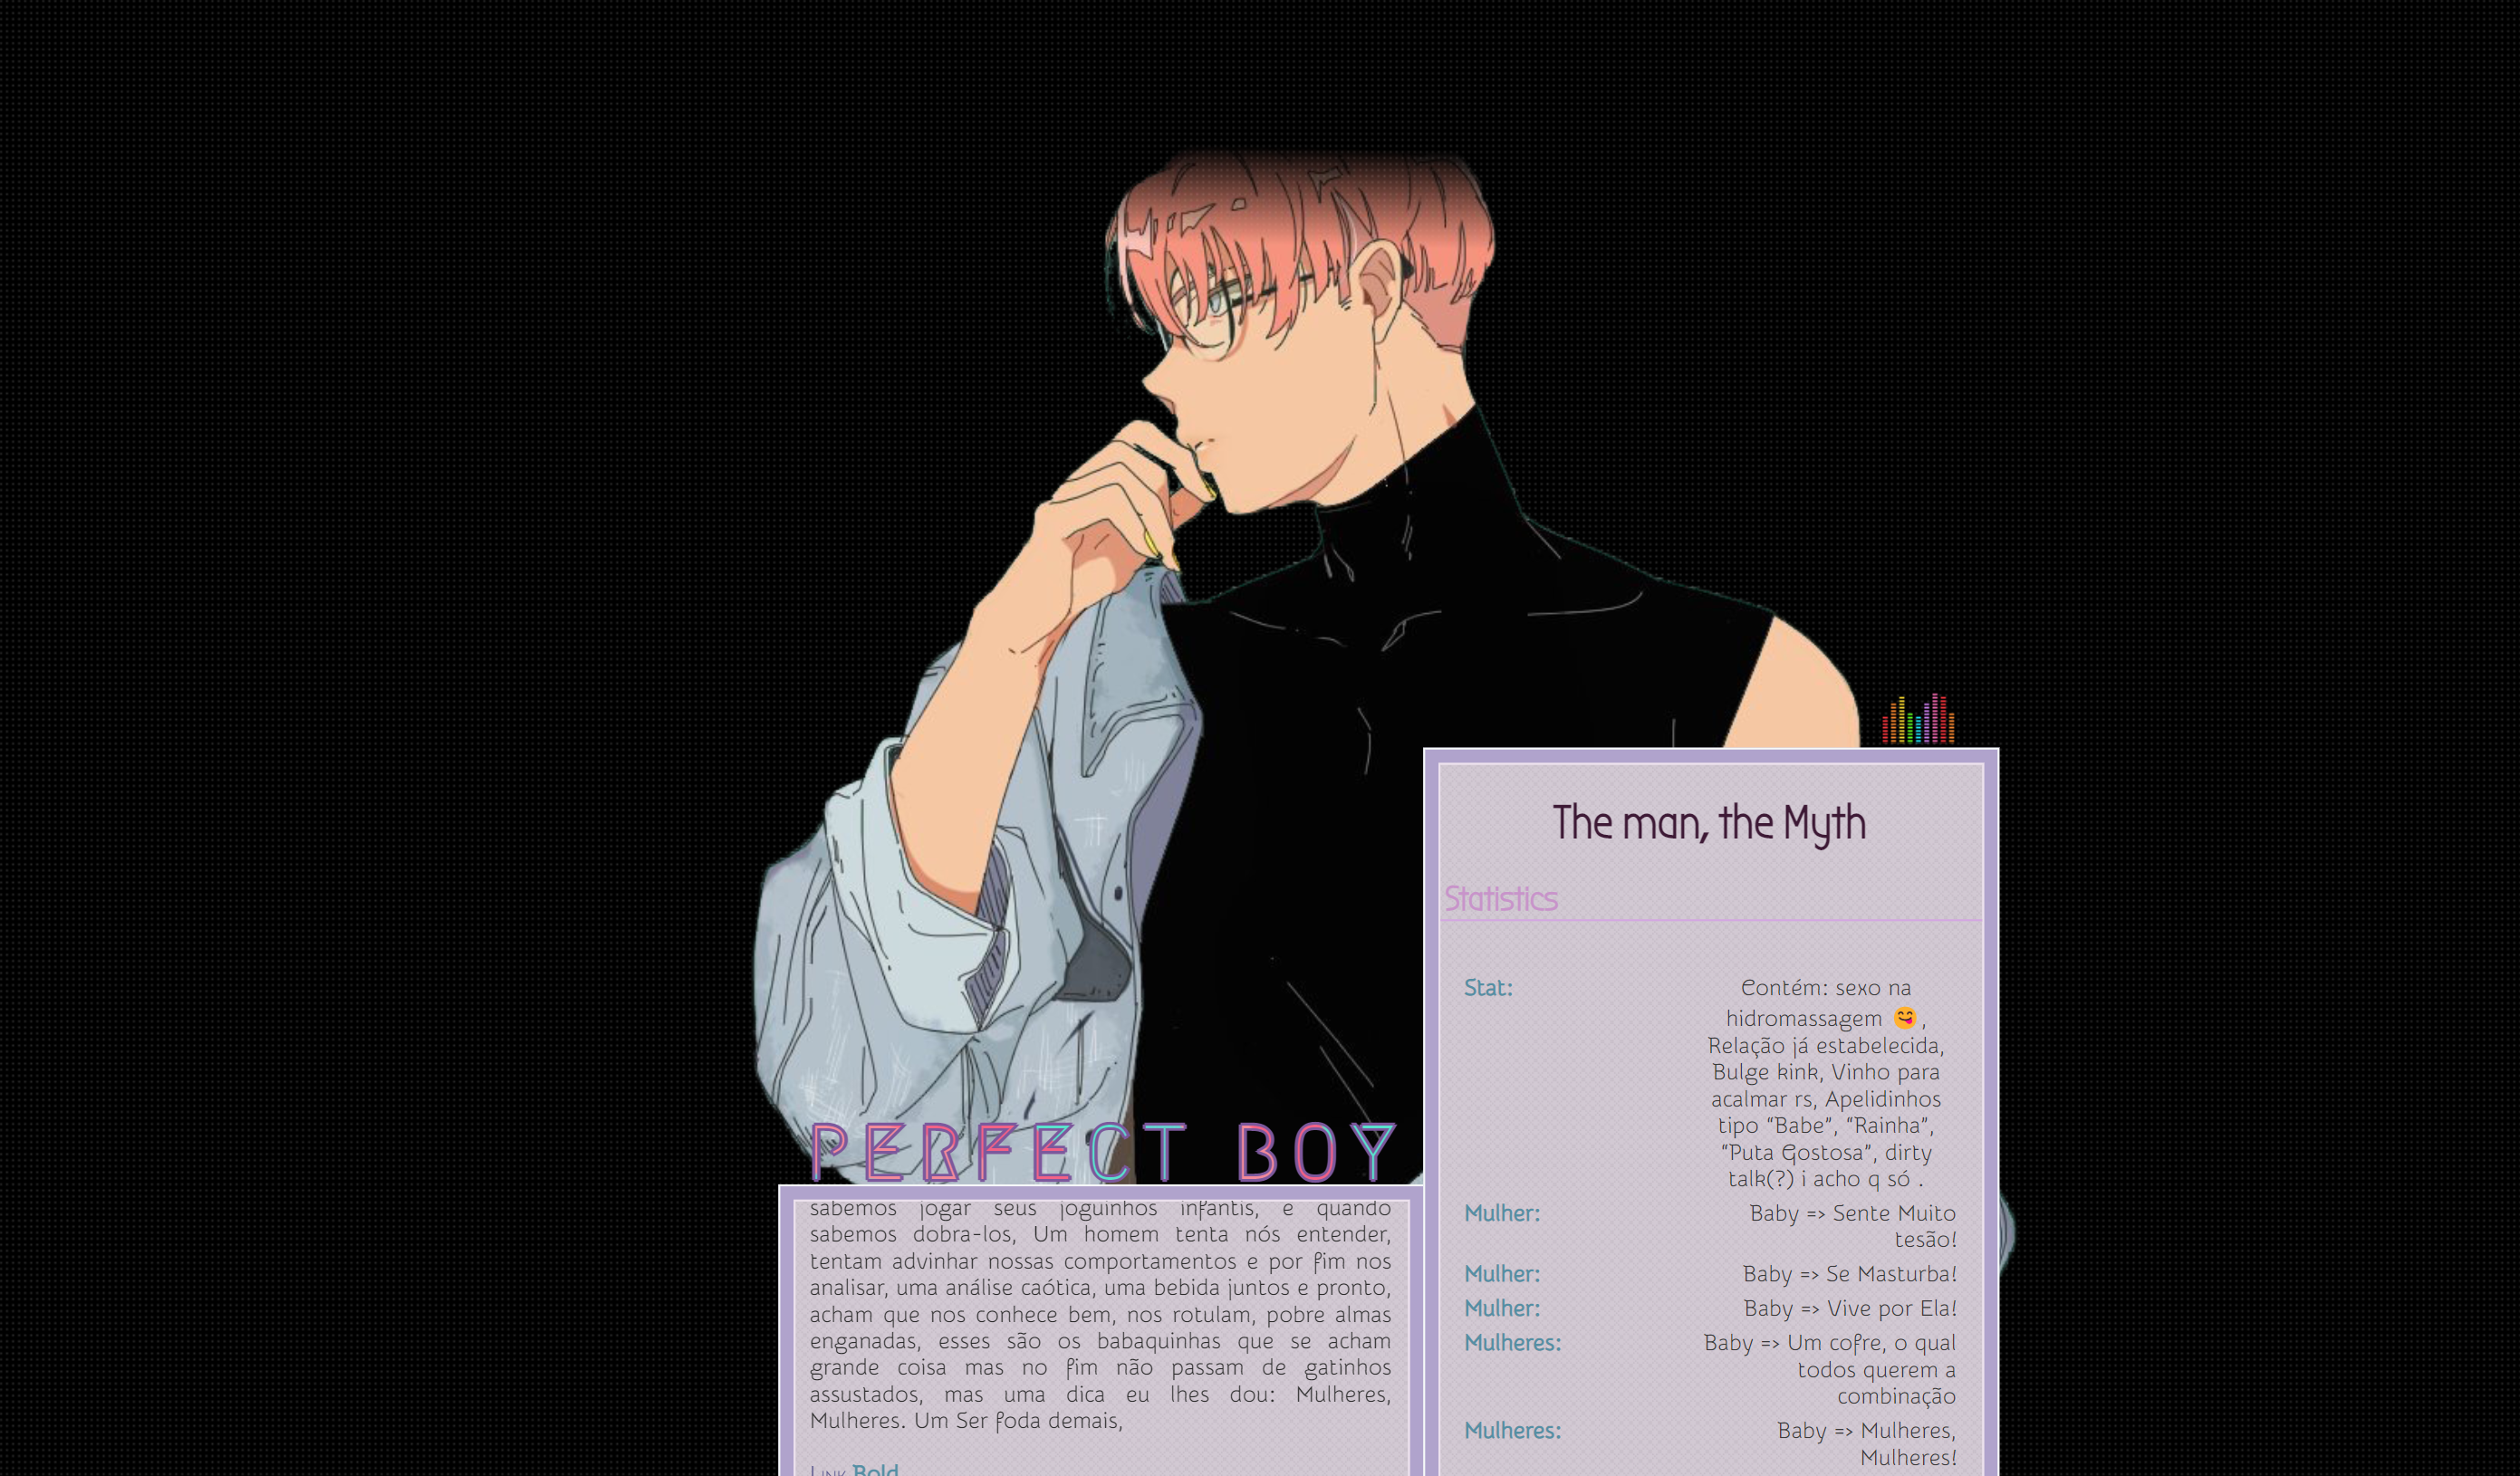 PERFECT BOY
sabemos jogar seus joguinhos infantis, e quando
sabemos dobra-los, Um homem tenta nós entender,
tentam advinhar nossas comportamentos e por fim nos
analisar, uma análise caótica, uma bebida juntos e pronto,
acham que nos conhece bem, nos rotulam, pobre almas
enganadas, esses são os babaquinhas que se acham
grande coisa mas no fim não passam de gatinhos
assustados, mas uma dica eu lhes dou: Mulheres,
Mulheres. Um Ser foda demais,
Link Bold
The man, the Myth
Statistics
Stat: Contém: sexo na
hidromassagem 😋,
Relação já estabelecida,
Bulge kink, Vinho para
acalmar rs, Apelidinhos
tipo “Babe”, “Rainha”,
“Puta Gostosa”, dirty
talk(?) i acho q só .
Mulher: Baby => Sente Muito
tesão!
Mulher: Baby => Se Masturba!
Mulher: Baby => Vive por Ela!
Mulheres: Baby => Um cofre, o qual
todos querem a
combinação
Mulheres: Baby => Mulheres,
Mulheres!